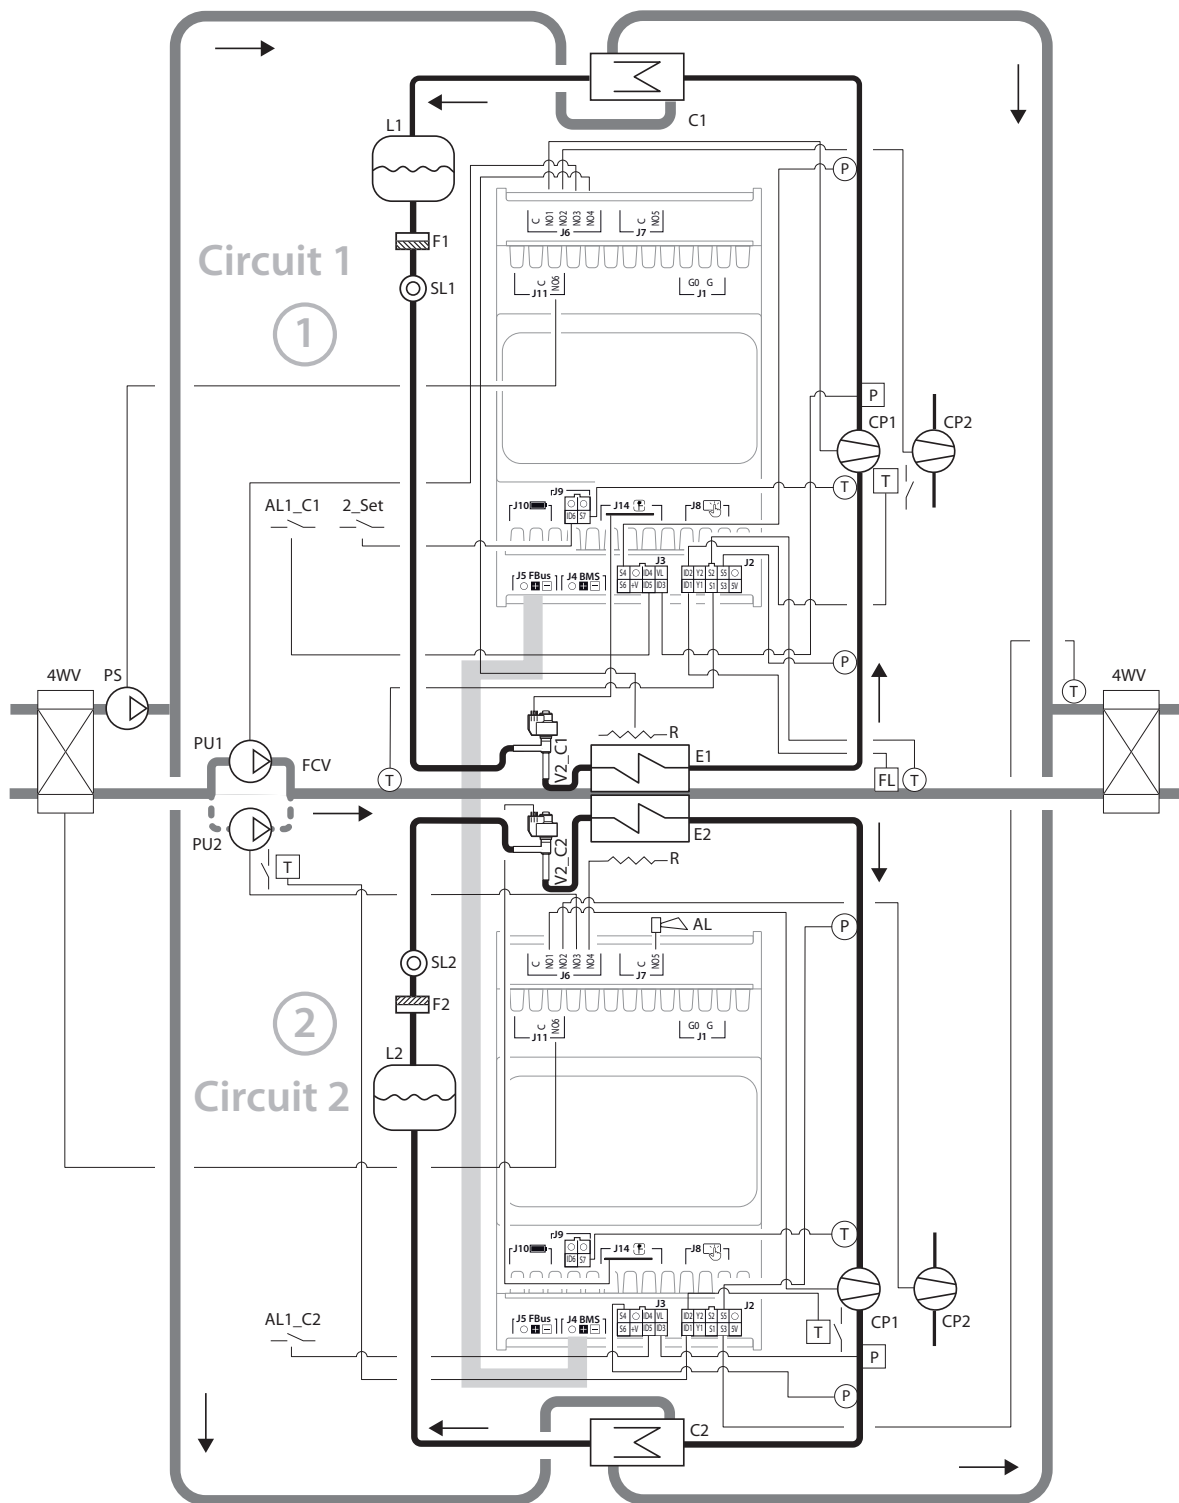 C1
L1
P
C
NO1
NO2
NO3
NO4
J6
C
NO5
J7
F1
Circuit 1
SL1
C
NO6
J11
G0 G
J1
1
P
CP1
CP2
T
T
AL1_C1
2_Set
J9
J10
ID6 S7
J14
J8
J3
J2
J5 FBus
J4 BMS
S4 ID4 VL
S6 +V ID5 ID3
ID2 Y2 S2 S5
ID1 Y1 S1 S3 5V
4WV
PS
P
4WV
T
PU1
FCV
V2_C1
R
E1
T
FL
T
PU2
T
V2_C2
E2
R
AL
P
SL2
C
NO1
NO2
NO3
NO4
J6
C
NO5
J7
F2
2
C
NO6
J11
G0 G
J1
L2
Circuit 2
T
J9
J10
ID6 S7
J14
J8
CP1
CP2
AL1_C2
J3
J2
J5 FBus
J4 BMS
S4 ID4 VL
S6 +V ID5 ID3
ID2 Y2 S2 S5
ID1 Y1 S1 S3 5V
T
P
P
C2